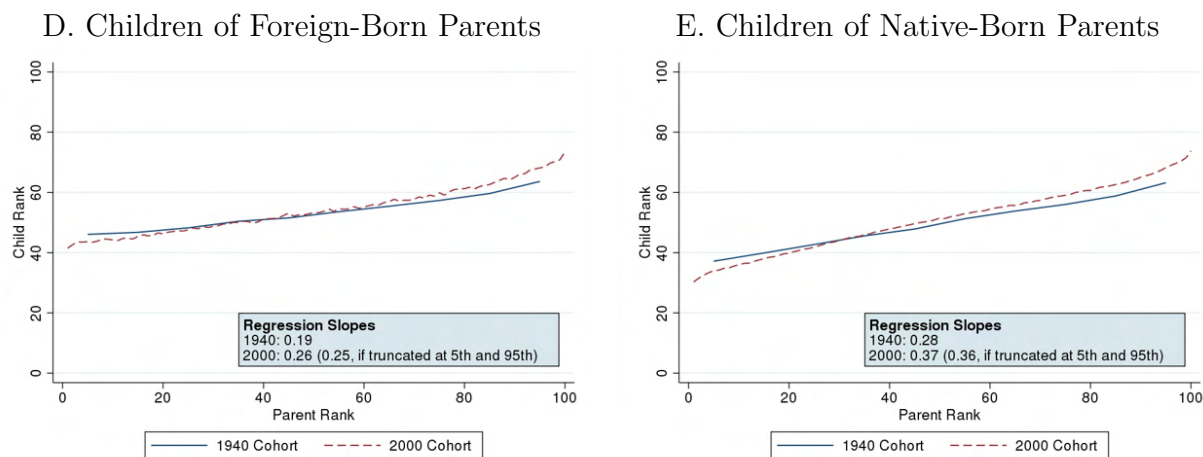 D. Children of Foreign-Born Parents
100
80
60
40
20
0
Child Rank
Regression Slopes
1940: 0.19
2000: 0.26 (0.25, if truncated at 5th and 95th)
0 20 40 60 80 100
Parent Rank
1940 Cohort 2000 Cohort
E. Children of Native-Born Parents
100
80
60
40
20
0
Child Rank
Regression Slopes
1940: 0.28
2000: 0.37 (0.36, if truncated at 5th and 95th)
0 20 40 60 80 100
Parent Rank
1940 Cohort 2000 Cohort